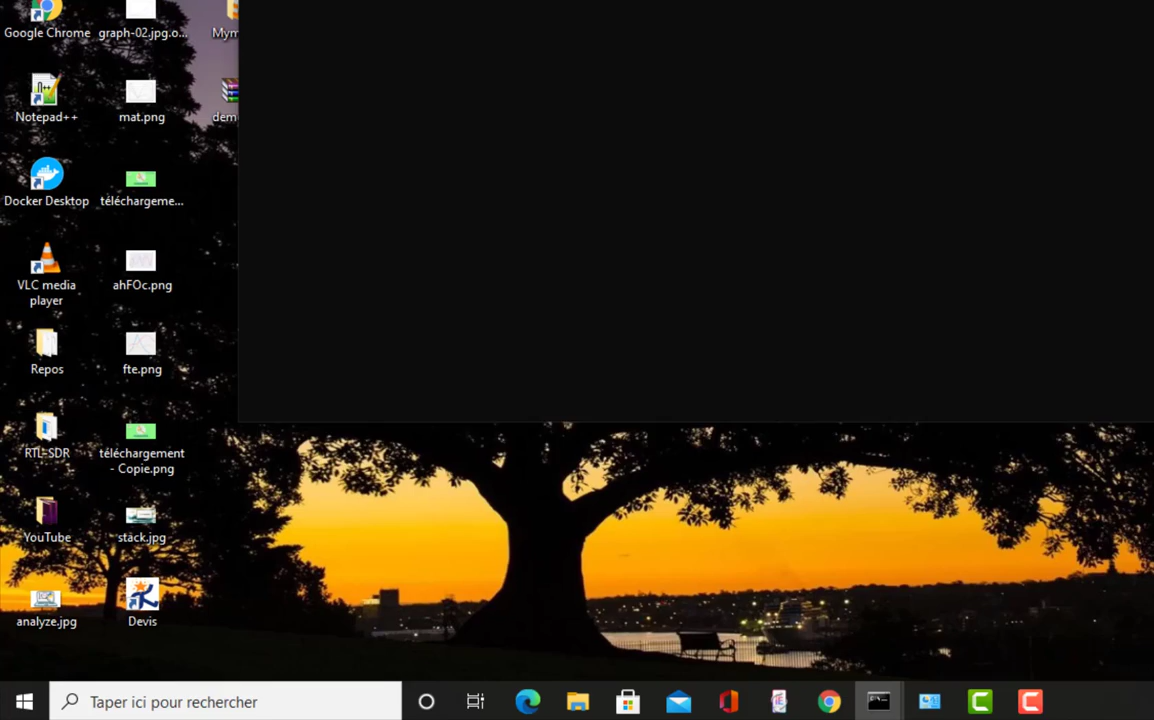 Google Chrome
graph-02.jpg.o...
Mym
Notepad++
mat.png
dem
Docker Desktop
téléchargeme...
VLC media
player
ahFOc.png
Repos
fte.png
RTL-SDR
téléchargement
- Copie.png
YouTube
stack.jpg
analyze.jpg
Devis
Taper ici pour rechercher